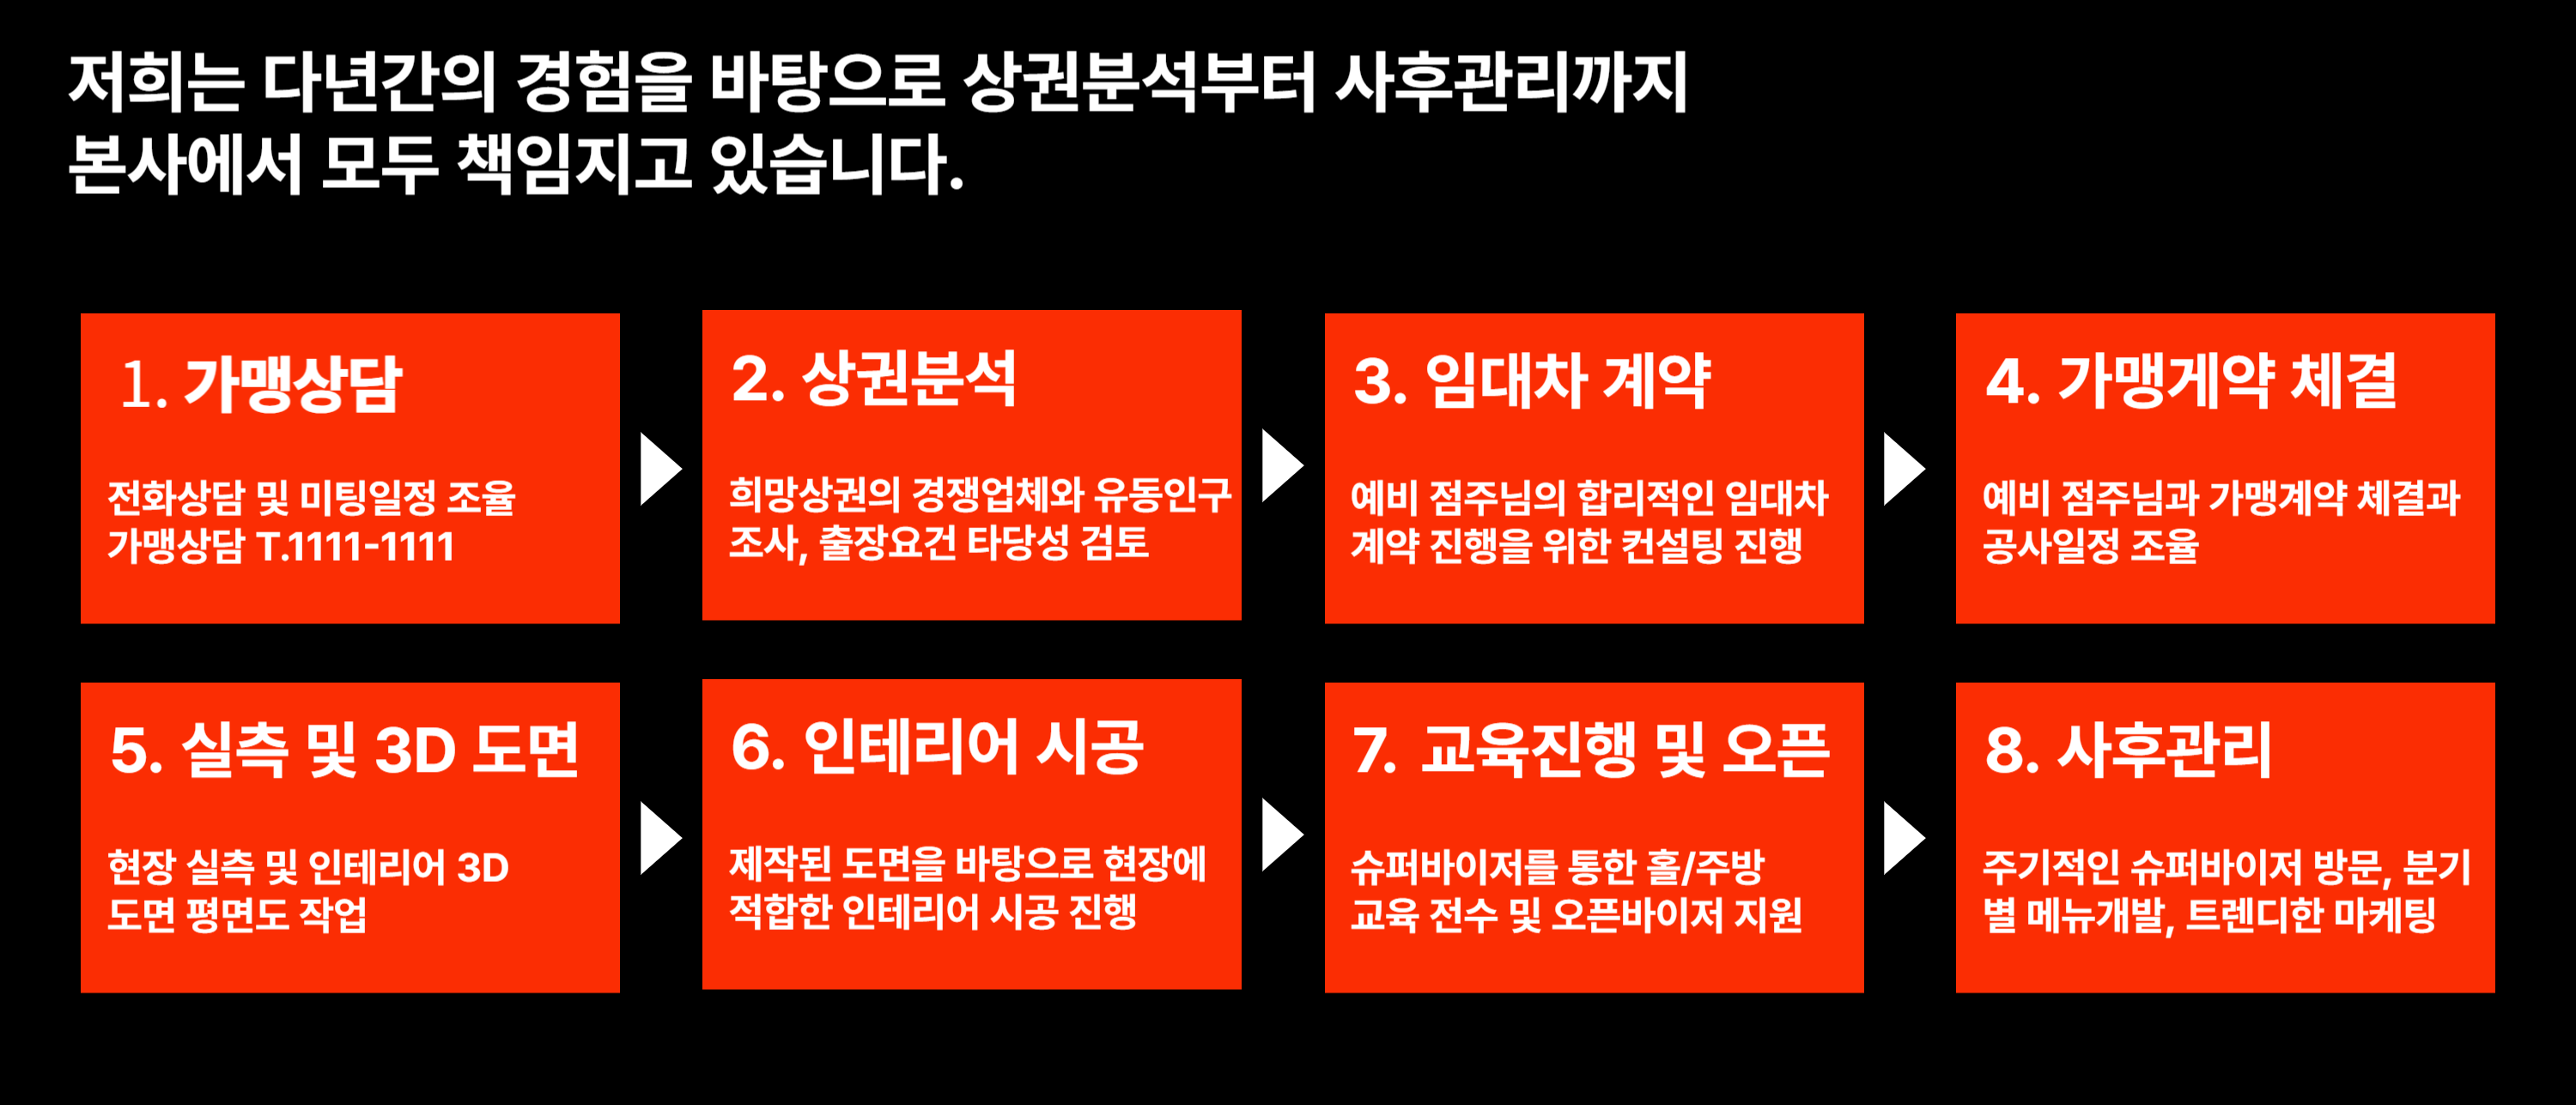 저희는 다년간의 경험을 바탕으로 상권분석부터 사후관리까지
본사에서 모두 책임지고 있습니다.
1. 가맹상담
전화상담 및 미팅일정 조율
가맹상담 T.1111-1111
2. 상권분석
희망상권의 경쟁업체와 유동인구
조사, 출장요건 타당성 검토
3. 임대차 계약
예비 점주님의 합리적인 임대차
계약 진행을 위한 컨설팅 진행
4. 가맹게약 체결
예비 점주님과 가맹계약 체결과
공사일정 조율
5. 실측 및 3D 도면
현장 실측 및 인테리어 3D
도면 평면도 작업
6. 인테리어 시공
제작된 도면을 바탕으로 현장에
적합한 인테리어 시공 진행
7. 교육진행 및 오픈
슈퍼바이저를 통한 홀/주방
교육 전수 및 오픈바이저 지원
8. 사후관리
주기적인 슈퍼바이저 방문, 분기
별 메뉴개발, 트렌디한 마케팅